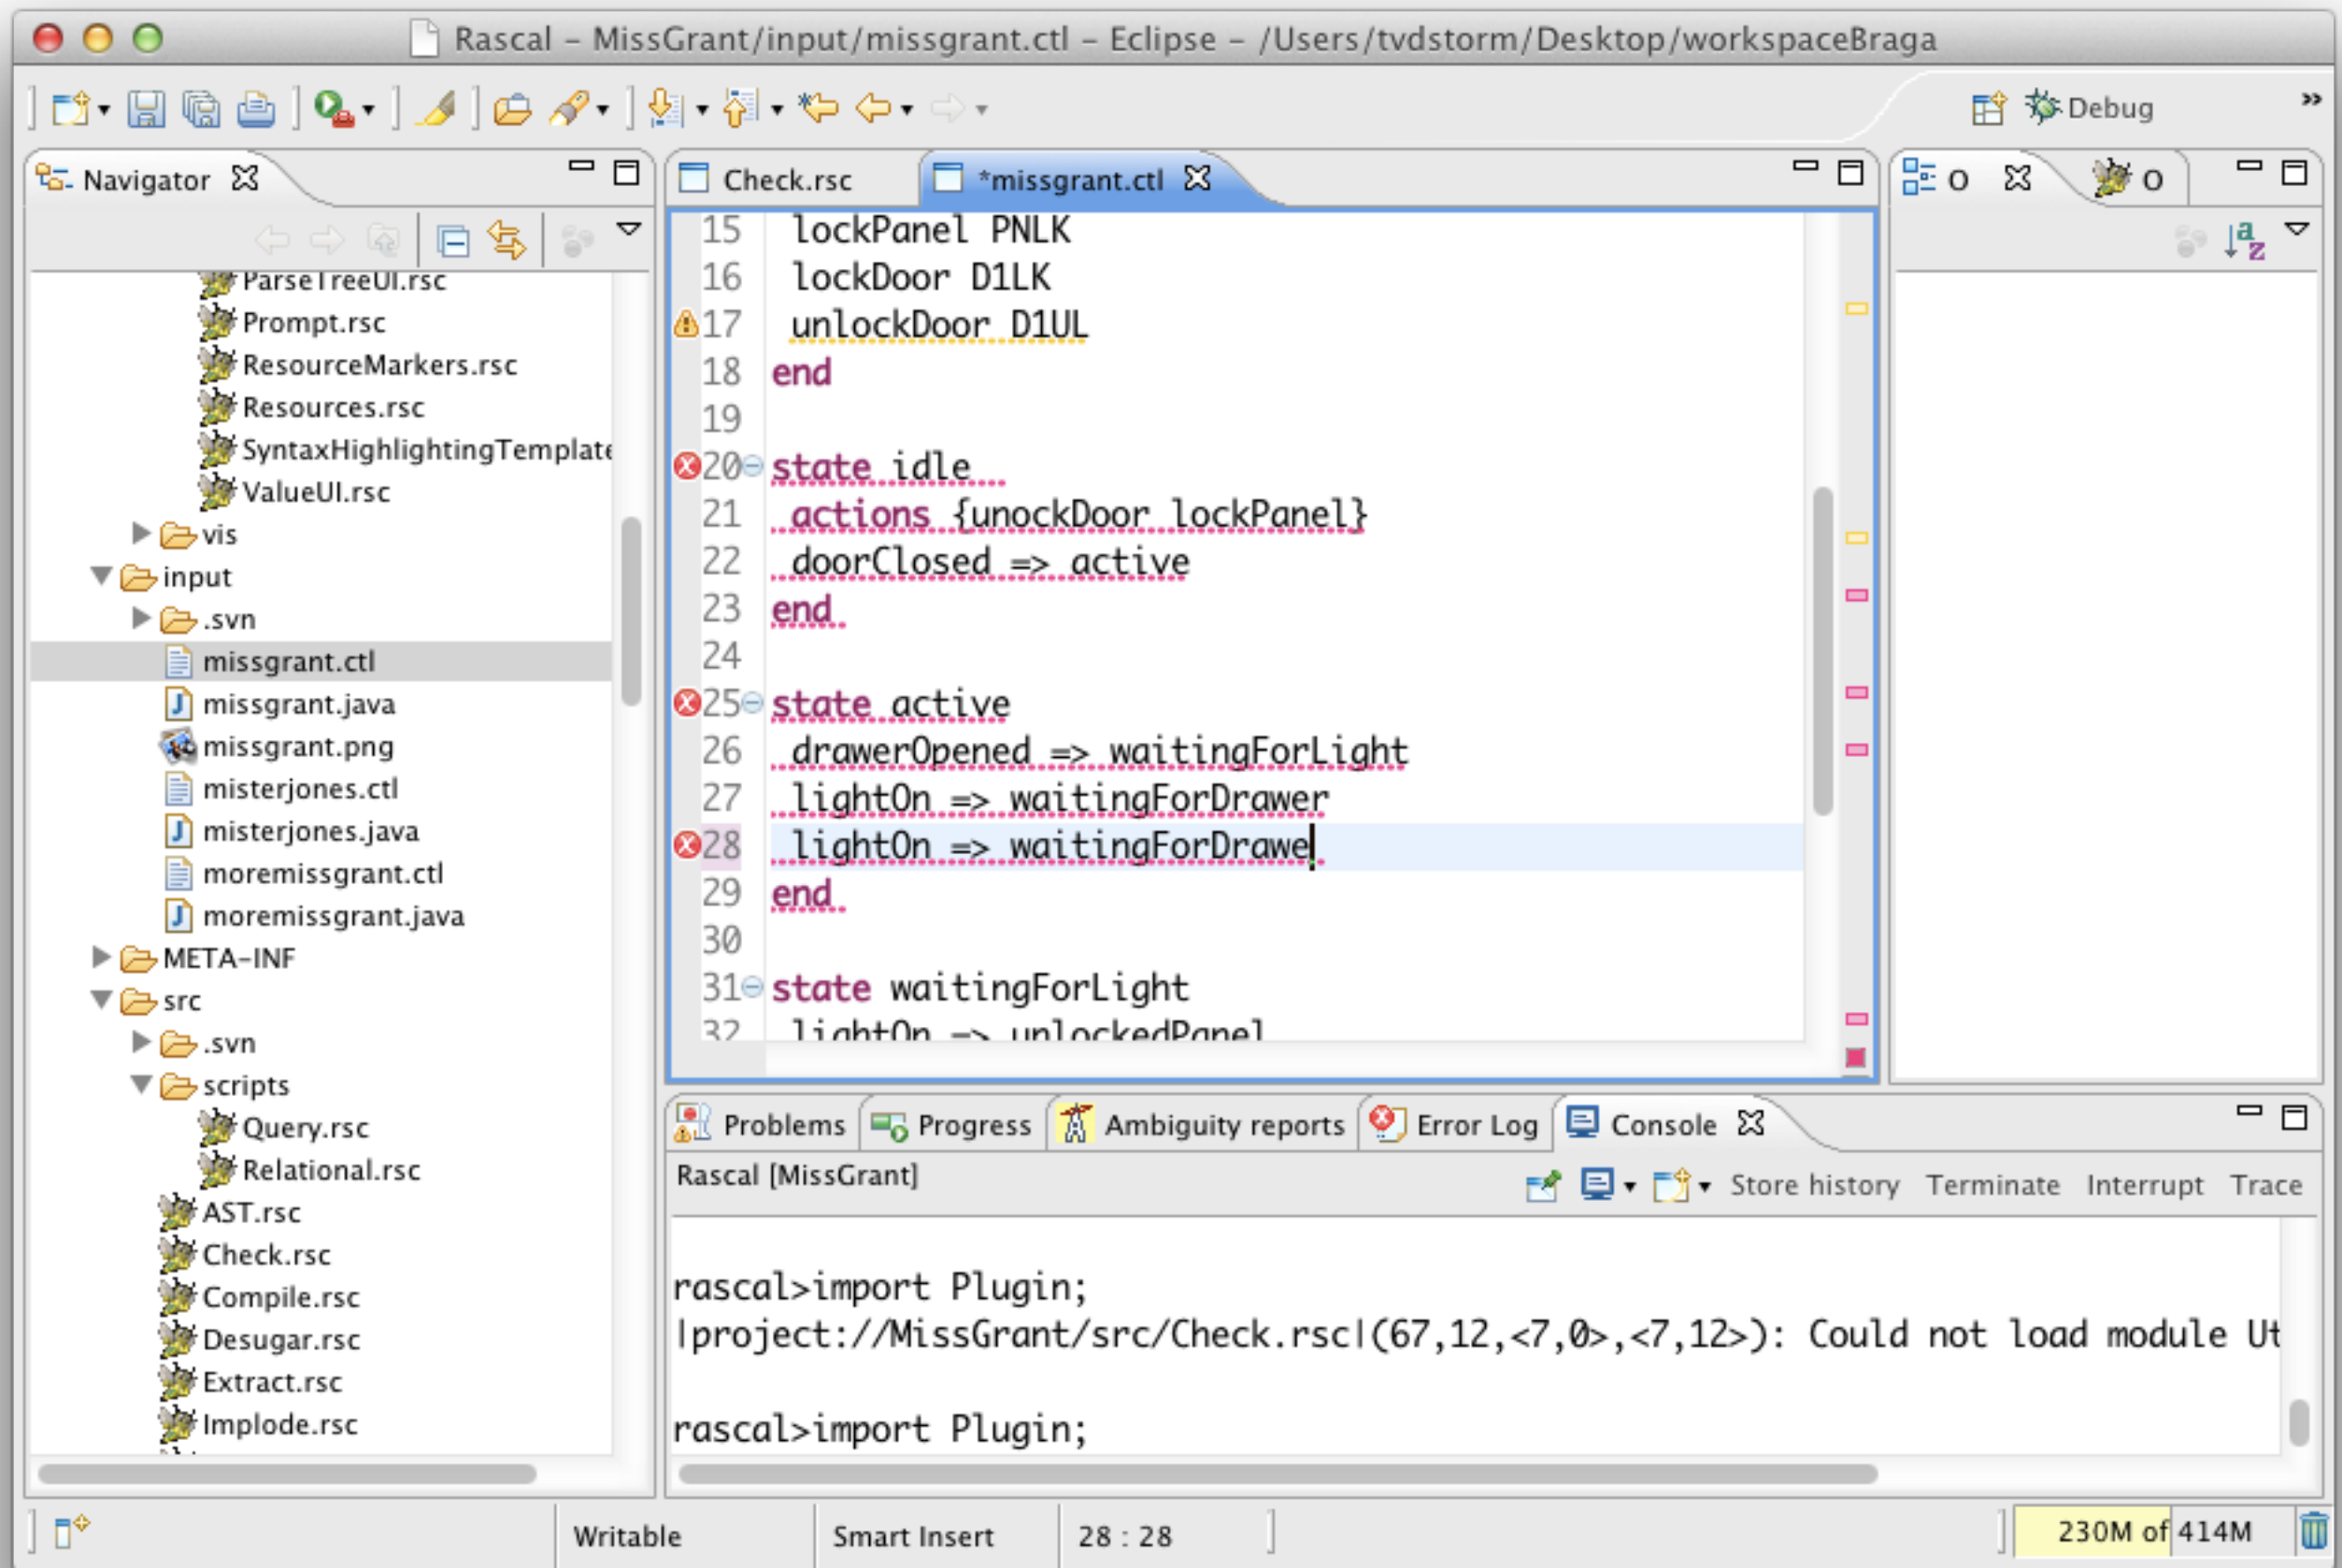 Rascal – MissGrant/input/missgrant.ctl – Eclipse – /Users/tvdstorm/Desktop/workspaceBraga
Debug
»
Navigator
ParseTreeUI.rsc
Prompt.rsc
ResourceMarkers.rsc
Resources.rsc
SyntaxHighlightingTemplate
ValueUI.rsc
vis
input
.svn
missgrant.ctl
missgrant.java
missgrant.png
misterjones.ctl
misterjones.java
moremissgrant.ctl
moremissgrant.java
META-INF
src
.svn
scripts
Query.rsc
Relational.rsc
AST.rsc
Check.rsc
Compile.rsc
Desugar.rsc
Extract.rsc
Implode.rsc
Check.rsc
*missgrant.ctl
15 lockPanel PNLK
16 lockDoor D1LK
17 unlockDoor D1UL
18 end
19
20 state idle
21 actions {unockDoor lockPanel}
22 doorClosed => active
23 end
24
25 state active
26 drawerOpened => waitingForLight
27 lightOn => waitingForDrawer
28 lightOn => waitingForDrawe
29 end
30
31 state waitingForLight
32 lightOn => unlockedPanel
O
O
Problems
Progress
Ambiguity reports
Error Log
Console
Rascal [MissGrant]
Store history
Terminate
Interrupt
Trace
rascal>import Plugin;
|project://MissGrant/src/Check.rsc|(67,12,<7,0>,<7,12>): Could not load module Ut
rascal>import Plugin;
Writable
Smart Insert
28 : 28
230M of 414M